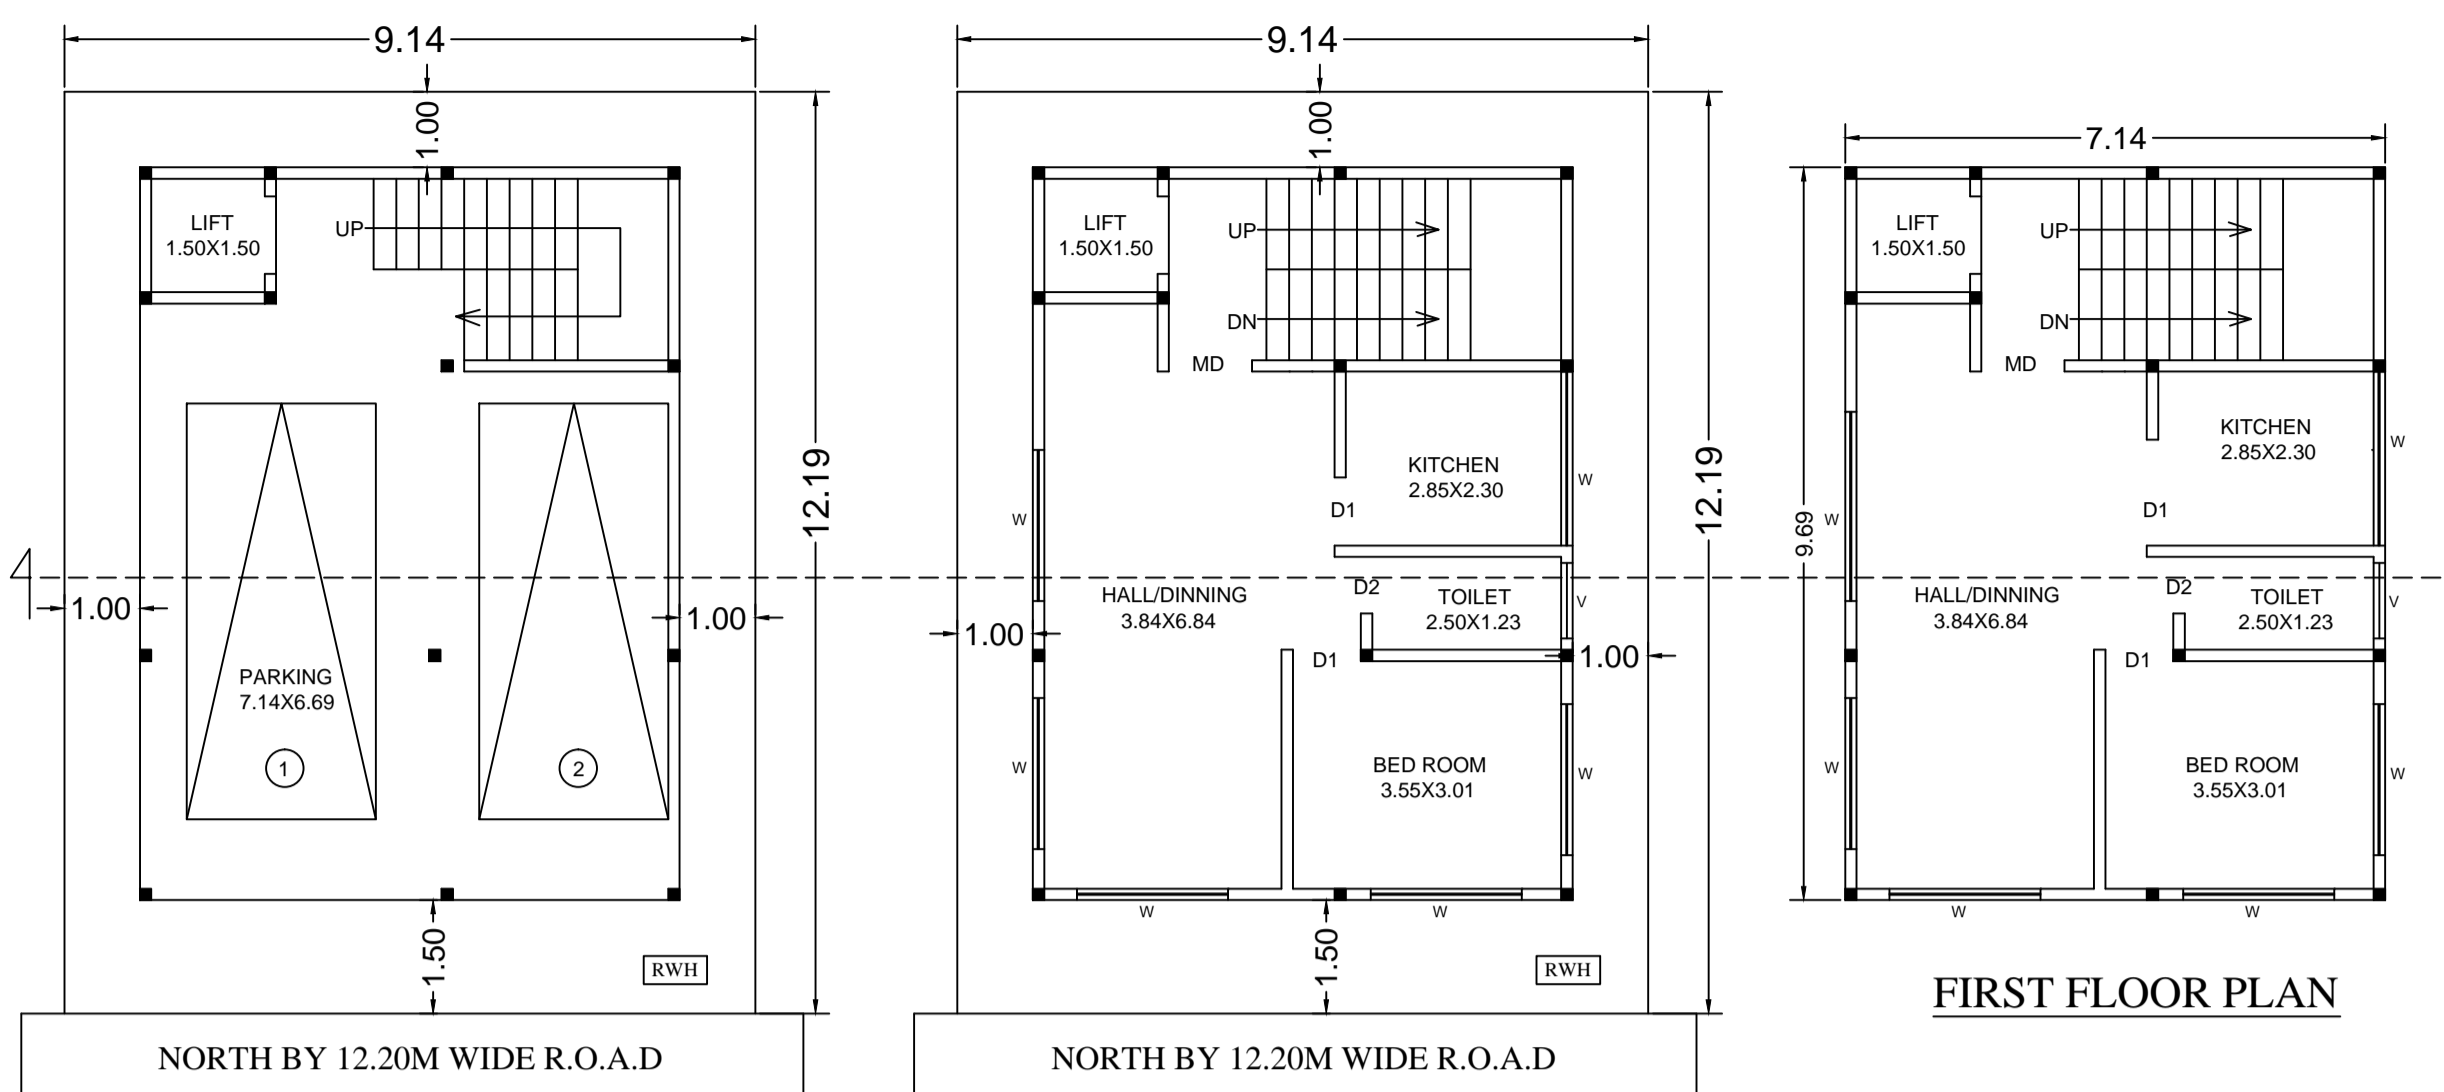 9.14
1.00
LIFT
1.50X1.50
UP
12.19
1.00
1.00
PARKING
7.14X6.69
1
2
1.50
RWH
NORTH BY 12.20M WIDE R.O.A.D
9.14
1.00
LIFT
1.50X1.50
UP
DN
MD
KITCHEN
2.85X2.30
W
D1
W
12.19
D2
HALL/DINNING
3.84X6.84
TOILET
2.50X1.23
V
1.00
D1
1.00
W
BED ROOM
3.55X3.01
W
W
W
1.50
RWH
NORTH BY 12.20M WIDE R.O.A.D
7.14
LIFT
1.50X1.50
UP
DN
MD
KITCHEN
2.85X2.30
W
D1
9.69
W
D2
HALL/DINNING
3.84X6.84
TOILET
2.50X1.23
V
D1
W
BED ROOM
3.55X3.01
W
W
W
FIRST FLOOR PLAN